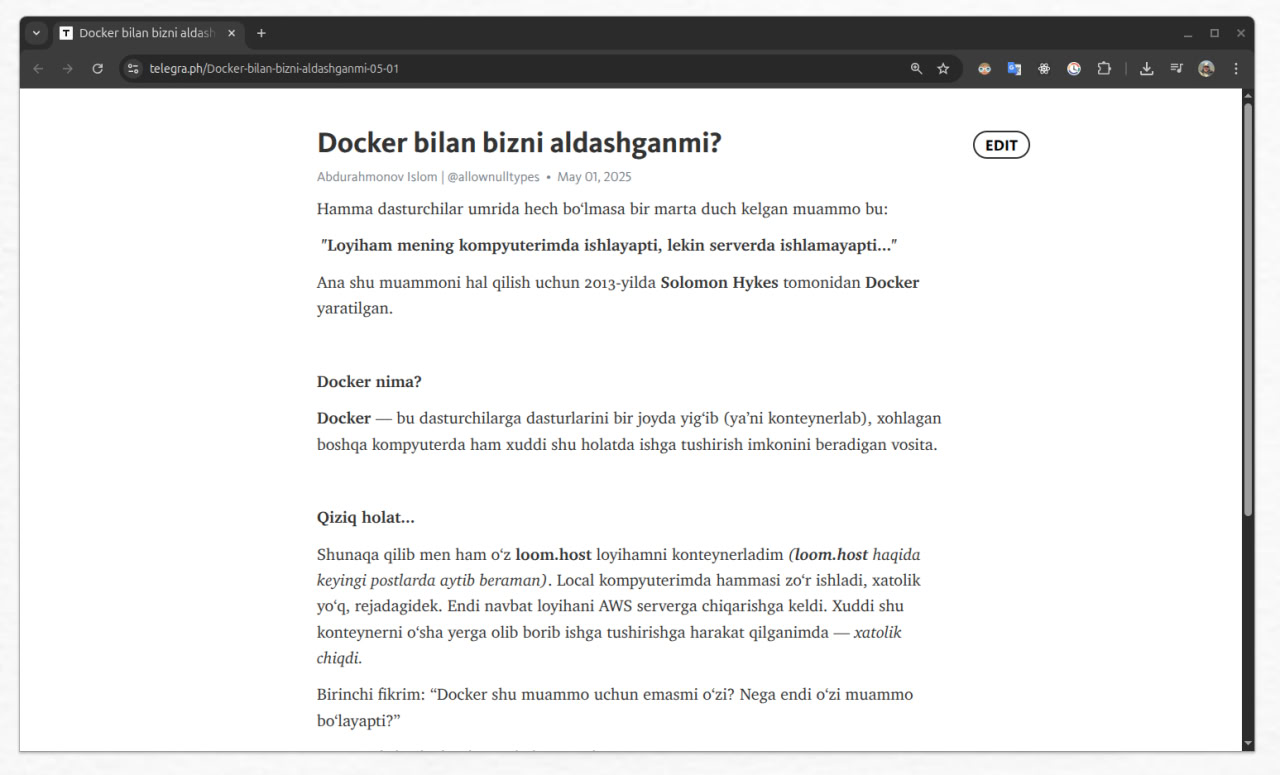 Docker bilan bizni aldash
telegra.ph/Docker-bilan-bizni-aldashganmi-05-01
Docker bilan bizni aldashganmi?
EDIT
Abdurahmonov Islom | @allownulltypes • May 01, 2025
Hamma dasturchilar umrida hech bo‘lmasa bir marta duch kelgan muammo bu:
"Loyiham mening kompyuterimda ishlayapti, lekin serverda ishlamayapti..."
Ana shu muammoni hal qilish uchun 2013-yilda Solomon Hykes tomonidan Docker
yaratilgan.
Docker nima?
Docker — bu dasturchilarga dasturlarini bir joyda yig‘ib (ya’ni konteynerlab), xohlagan
boshqa kompyuterda ham xuddi shu holatda ishga tushirish imkonini beradigan vosita.
Qiziq holat...
Shunaqa qilib men ham o‘z loom.host loyihamni konteynerladim (loom.host haqida
keyingi postlarda aytib beraman). Local kompyuterimda hammasi zo‘r ishladi, xatolik
yo‘q, rejadagidek. Endi navbat loyihani AWS serverga chiqarishga keldi. Xuddi shu
konteynerni o‘sha yerga olib borib ishga tushirishga harakat qilganimda — xatolik
chiqdi.
Birinchi fikrim: “Docker shu muammo uchun emasmi o‘zi? Nega endi o‘zi muammo
bo‘layapti?”